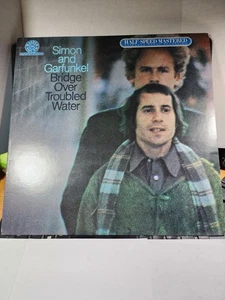 HALF SPEED MASTERED
Simon
and
Garfunkel
Bridge
Over
Troubled
Water